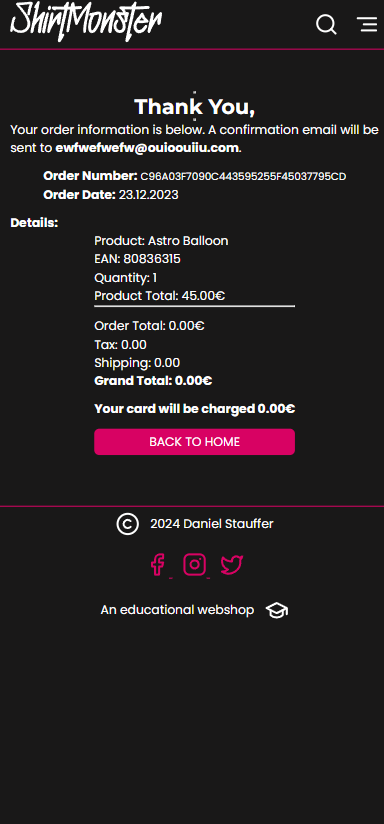 ShirtMonster
Thank You,
Your order information is below. A confirmation email will be
sent to ewfwefwefw@ouioouiiu.com.
Order Number: C96A03F7090C443595255F45037795CD
Order Date: 23.12.2023
Details:
Product: Astro Balloon
EAN: 80836315
Quantity: 1
Product Total: 45.00€
Order Total: 0.00€
Tax: 0.00
Shipping: 0.00
Grand Total: 0.00€
Your card will be charged 0.00€
BACK TO HOME
© 2024 Daniel Stauffer
An educational webshop